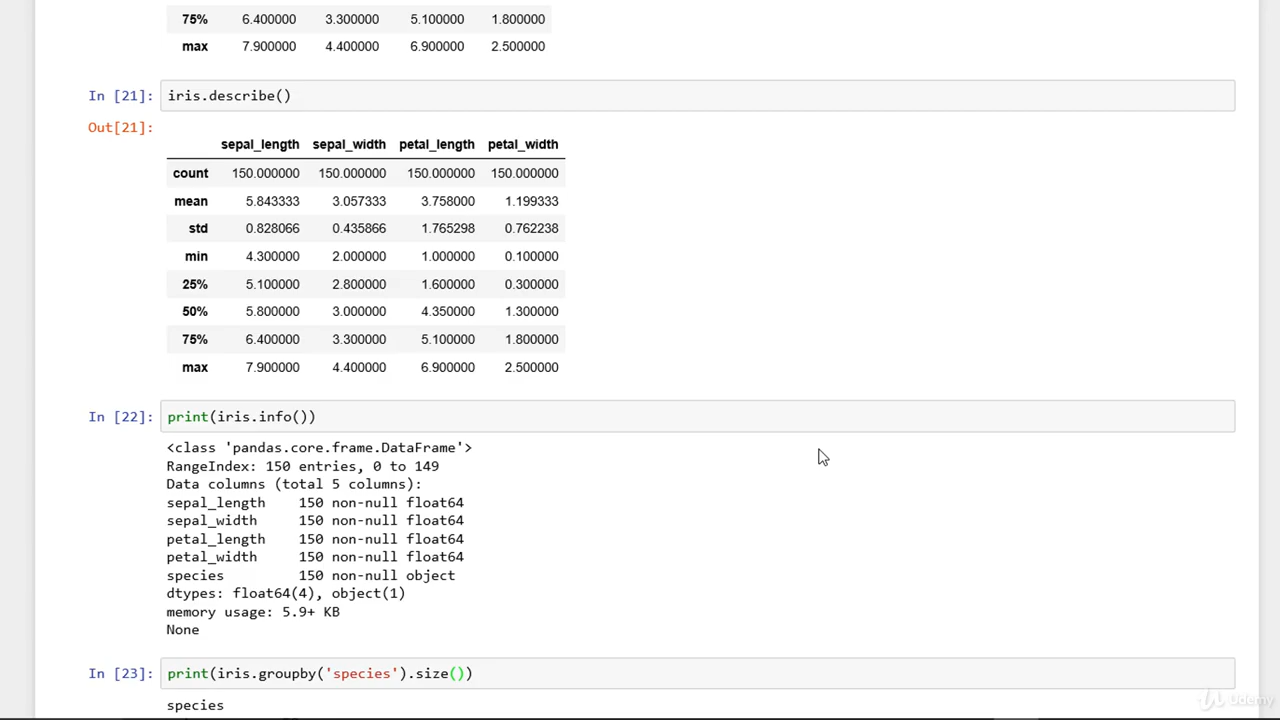 75% 6.400000 3.300000 5.100000 1.800000
max 7.900000 4.400000 6.900000 2.500000
In [21]: iris.describe()
Out[21]:
sepal_length sepal_width petal_length petal_width
count 150.000000 150.000000 150.000000 150.000000
mean 5.843333 3.057333 3.758000 1.199333
std 0.828066 0.435866 1.765298 0.762238
min 4.300000 2.000000 1.000000 0.100000
25% 5.100000 2.800000 1.600000 0.300000
50% 5.800000 3.000000 4.350000 1.300000
75% 6.400000 3.300000 5.100000 1.800000
max 7.900000 4.400000 6.900000 2.500000
In [22]: print(iris.info())
<class 'pandas.core.frame.DataFrame'>
RangeIndex: 150 entries, 0 to 149
Data columns (total 5 columns):
sepal_length 150 non-null float64
sepal_width 150 non-null float64
petal_length 150 non-null float64
petal_width 150 non-null float64
species 150 non-null object
dtypes: float64(4), object(1)
memory usage: 5.9+ KB
None
In [23]: print(iris.groupby('species').size())
species
Udemy